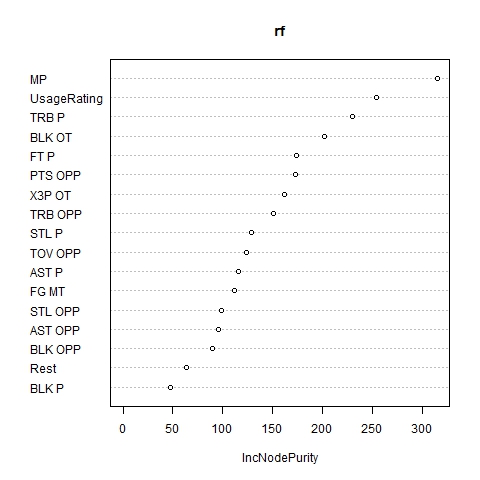 rf
MP
UsageRating
TRB P
BLK OT
FT P
PTS OPP
X3P OT
TRB OPP
STL P
TOV OPP
AST P
FG MT
STL OPP
AST OPP
BLK OPP
Rest
BLK P
0 50 100 150 200 250 300
IncNodePurity